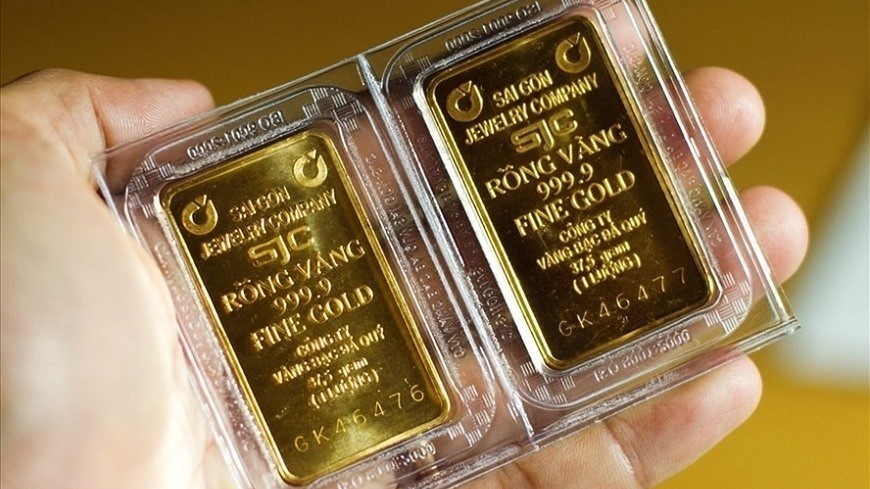 SAI GON
JEWELRY COMPANY
SJC
RỒNG VÀNG
999.9
FINE GOLD
CÔNG TY
VÀNG BẠC ĐÁ QUÝ
37,5 gam
(1 LƯỢNG)
GK46476
SAI GON
JEWELRY COMPANY
SJC
RỒNG VÀNG
999.9
FINE GOLD
CÔNG TY
VÀNG BẠC ĐÁ QUÝ
37,5 gam
(1 LƯỢNG)
GK46477